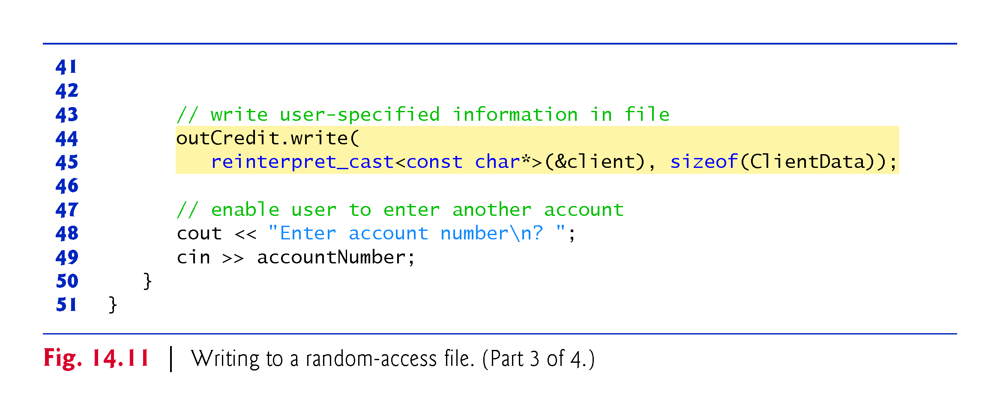 41
42
43 // write user-specified information in file
44 outCredit.write(
45 reinterpret_cast<const char*>(&client), sizeof(ClientData));
46
47 // enable user to enter another account
48 cout << "Enter account number\n? ";
49 cin >> accountNumber;
50 }
51 }
Fig. 14.11 | Writing to a random-access file. (Part 3 of 4.)